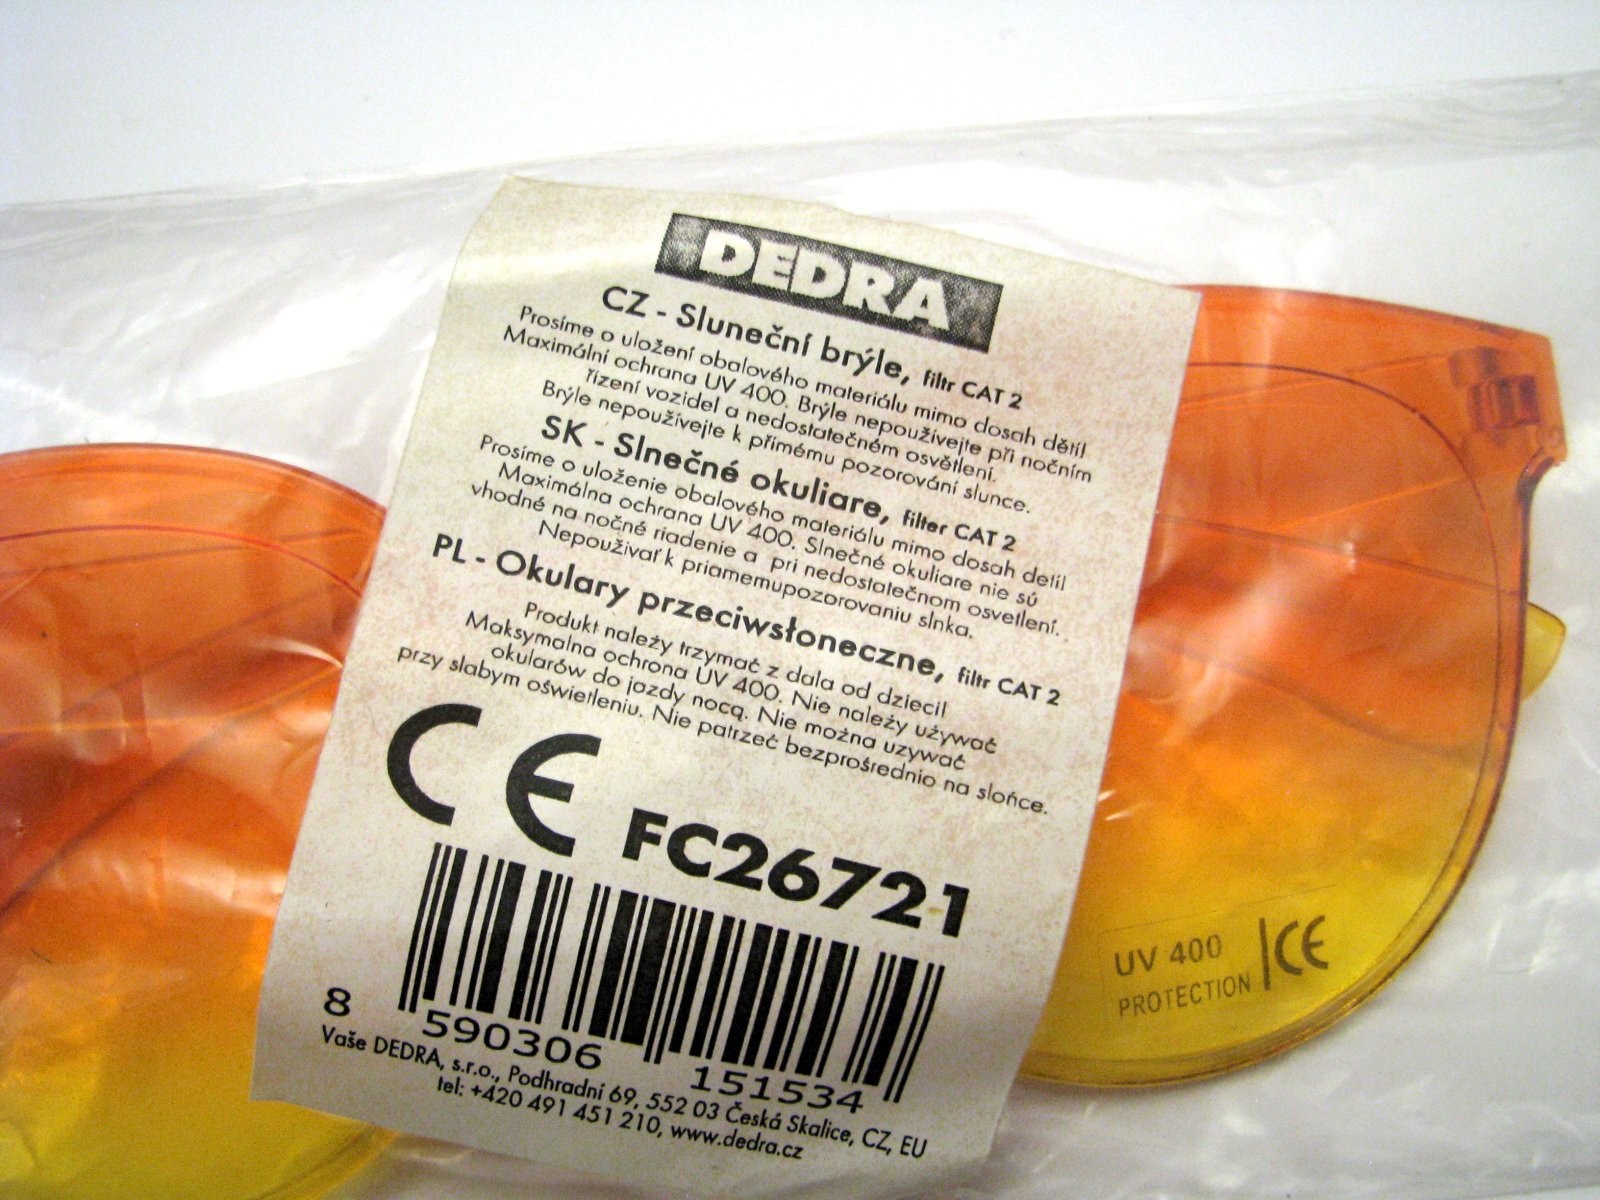 DEDRA
CZ - Sluneční brýle, filtr CAT 2
Prosíme o uložení obalového materiálu mimo dosah dětí!
Maximální ochrana UV 400. Brýle nepoužívejte při nočním
řízení vozidel a nedostatečném osvětlení.
Brýle nepoužívejte k přímému pozorování slunce.
SK - Slnečné okuliare, filter CAT 2
Prosíme o uloženie obalového materiálu mimo dosah detí!
Maximálna ochrana UV 400. Slnečné okuliare nie sú
vhodné na nočné riadenie a pri nedostatečnom osvetlení.
Nepoužívať k priamemupozorovaniu slnka.
PL - Okulary przeciwsłoneczne, filtr CAT 2
Produkt należy trzymać z dala od dzieci!
Maksymalna ochrona UV 400. Nie należy używać
okularów do jazdy nocą. Nie można uzywać
przy słabym oświetleniu. Nie patrzeć bezprośrednio na słońce.
CE FC26721
8 590306 151534
Vaše DEDRA, s.r.o., Podhradní 69, 552 03 Česká Skalice, CZ, EU
tel: +420 491 451 210, www.dedra.cz
UV 400 PROTECTION | CE